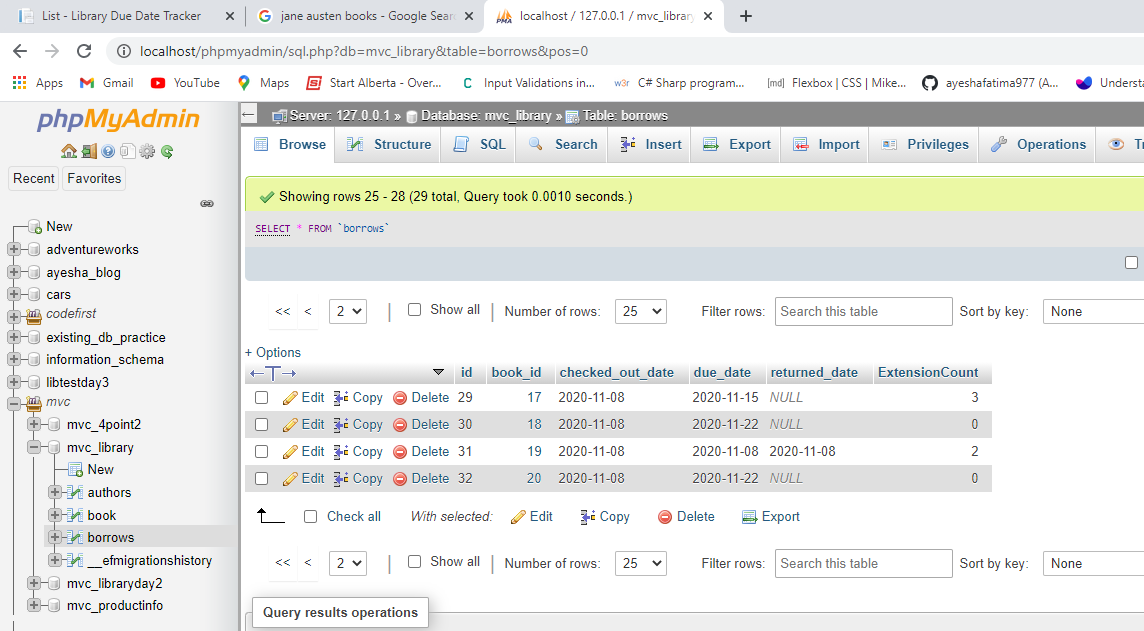 List - Library Due Date Tracker
jane austen books - Google Sear
localhost / 127.0.0.1 / mvc_library
localhost/phpmyadmin/sql.php?db=mvc_library&table=borrows&pos=0
Apps Gmail YouTube Maps Start Alberta - Over... Input Validations in... w3r C# Sharp program... [md] Flexbox | CSS | Mike... ayeshafatima977 (A... Understa
phpMyAdmin
Recent Favorites
New
adventureworks
ayesha_blog
cars
codefirst
existing_db_practice
information_schema
libtestday3
mvc
mvc_4point2
mvc_library
New
authors
book
borrows
__efmigrationshistory
mvc_libraryday2
mvc_productinfo
Server: 127.0.0.1 » Database: mvc_library » Table: borrows
Browse Structure SQL Search Insert Export Import Privileges Operations Tr
Showing rows 25 - 28 (29 total, Query took 0.0010 seconds.)
SELECT * FROM `borrows`
<< < 2 | Show all | Number of rows: 25 Filter rows: Search this table Sort by key: None
+ Options
id book_id checked_out_date due_date returned_date ExtensionCount
Edit Copy Delete 29 17 2020-11-08 2020-11-15 NULL 3
Edit Copy Delete 30 18 2020-11-08 2020-11-22 NULL 0
Edit Copy Delete 31 19 2020-11-08 2020-11-08 2020-11-08 2
Edit Copy Delete 32 20 2020-11-08 2020-11-22 NULL 0
Check all With selected: Edit Copy Delete Export
<< < 2 | Show all | Number of rows: 25 Filter rows: Search this table Sort by key: None
Query results operations